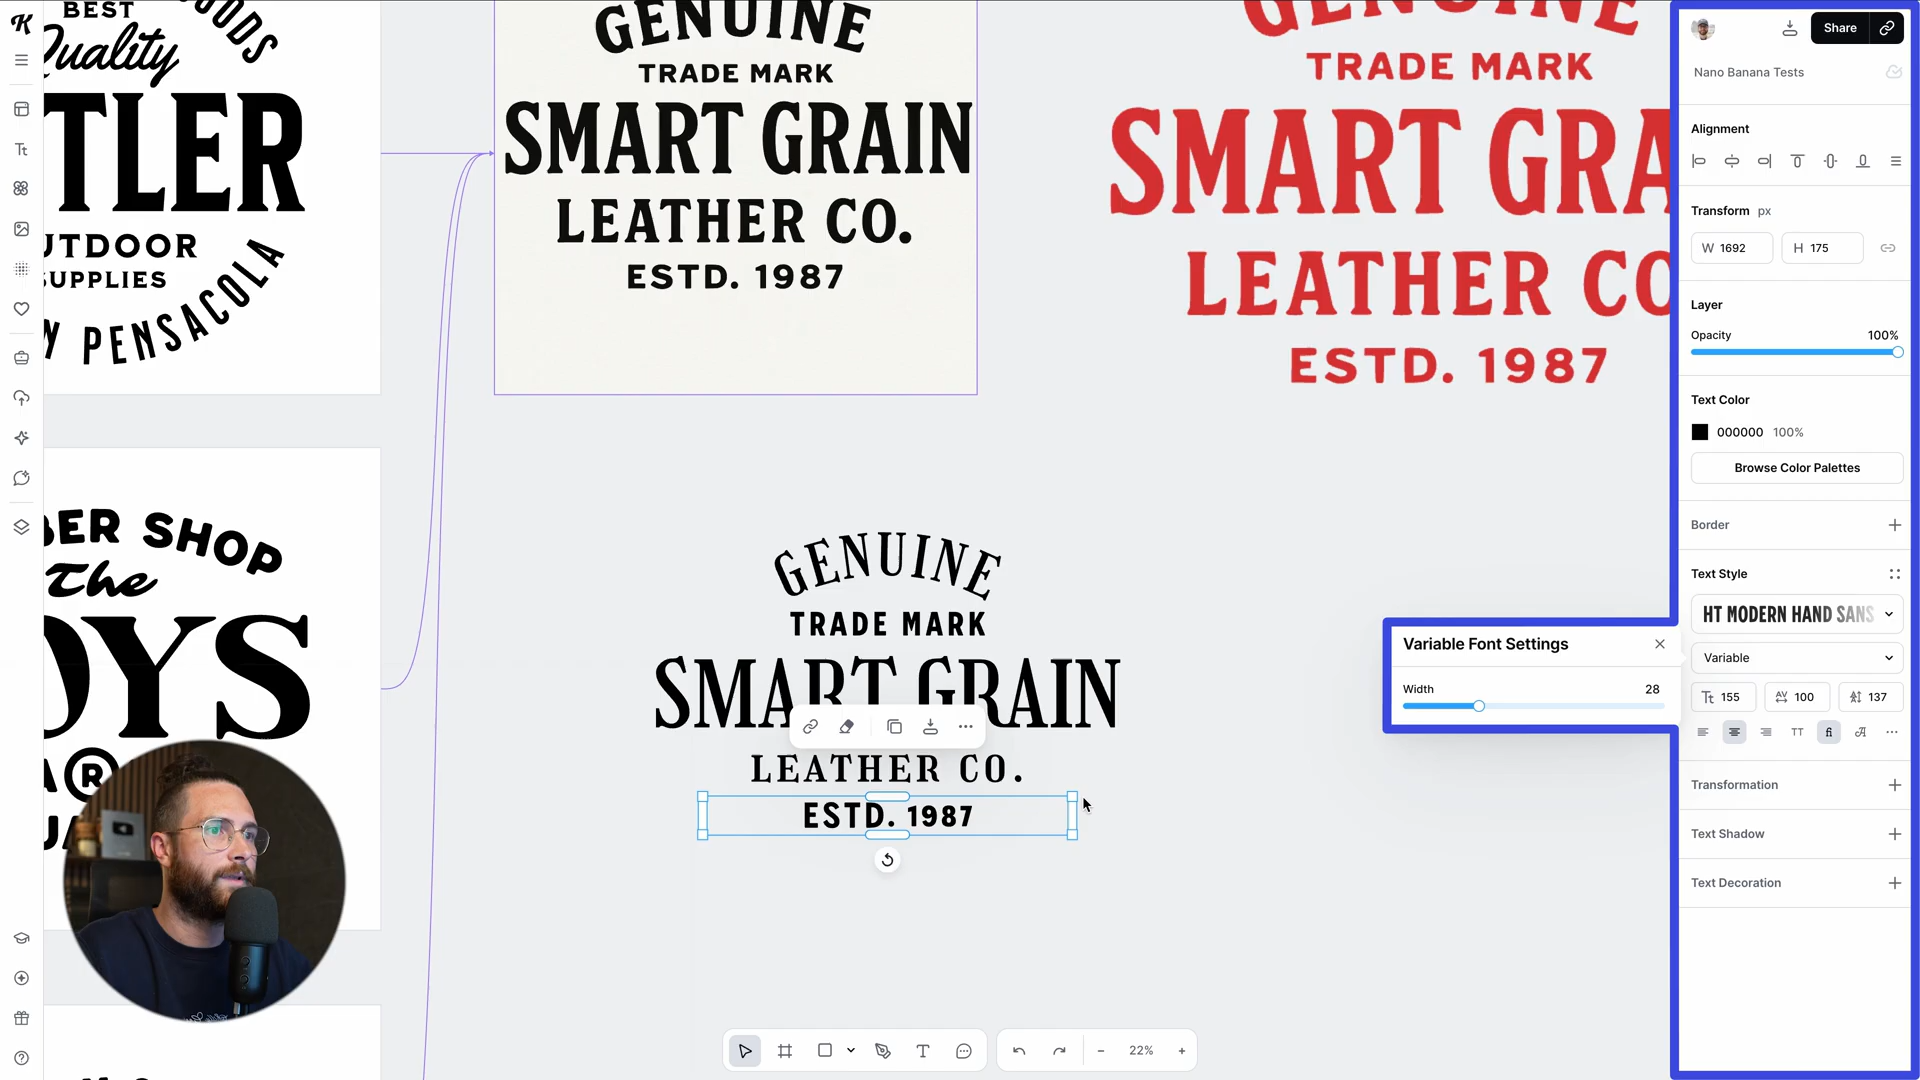 BEST
Quality
GOODS
TLER
UTDOOR
SUPPLIES
PENSACOLA
GENUINE
TRADE MARK
SMART GRAIN
LEATHER CO.
ESTD. 1987
GENUINE
TRADE MARK
SMART GRA
LEATHER CO
ESTD. 1987
BER SHOP
The
OYS
GENUINE
TRADE MARK
SMART GRAIN
LEATHER CO.
ESTD. 1987
Variable Font Settings
Width 28
Share
Nano Banana Tests
Alignment
Transform px
W 1692 H 175
Layer
Opacity 100%
Text Color
000000 100%
Browse Color Palettes
Border
Text Style
HT MODERN HAND SANS
Variable
155 100 137
Transformation
Text Shadow
Text Decoration
22%